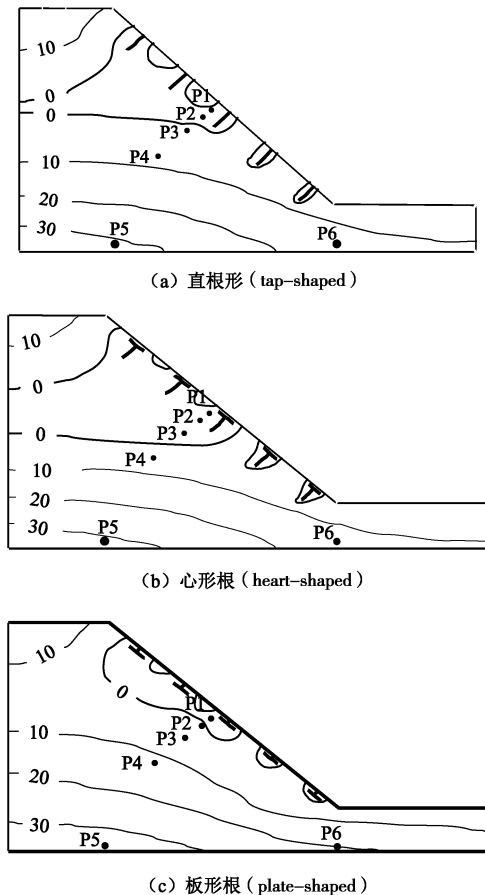 10
0
P1
0
P2
P3
10
P4
20
30
P5
P6
（a）直根形（tap-shaped）
10
0
P1
P2
0
P3
P4
10
20
30
P5
P6
（b）心形根（heart-shaped）
10
0
P1
P2
10
P3
P4
20
30
P5
P6
（c）板形根（plate-shaped）